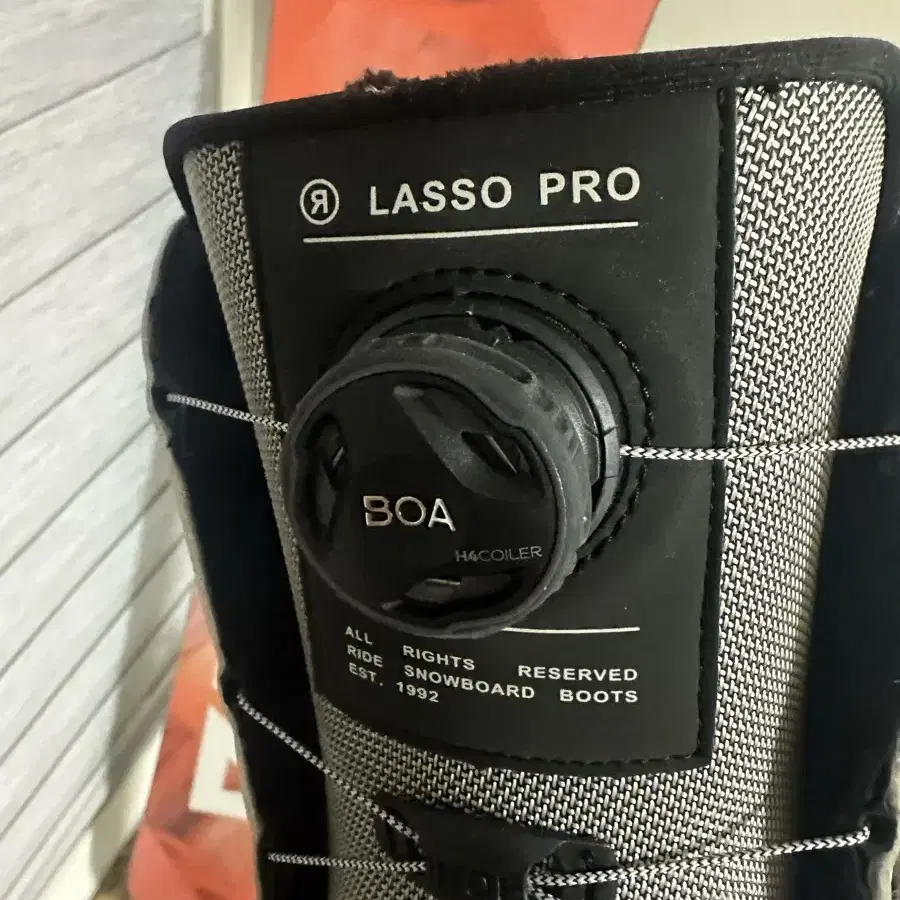 LASSO PRO
BOA
H4COILER
ALL RIGHTS RESERVED
RIDE SNOWBOARD BOOTS
EST. 1992